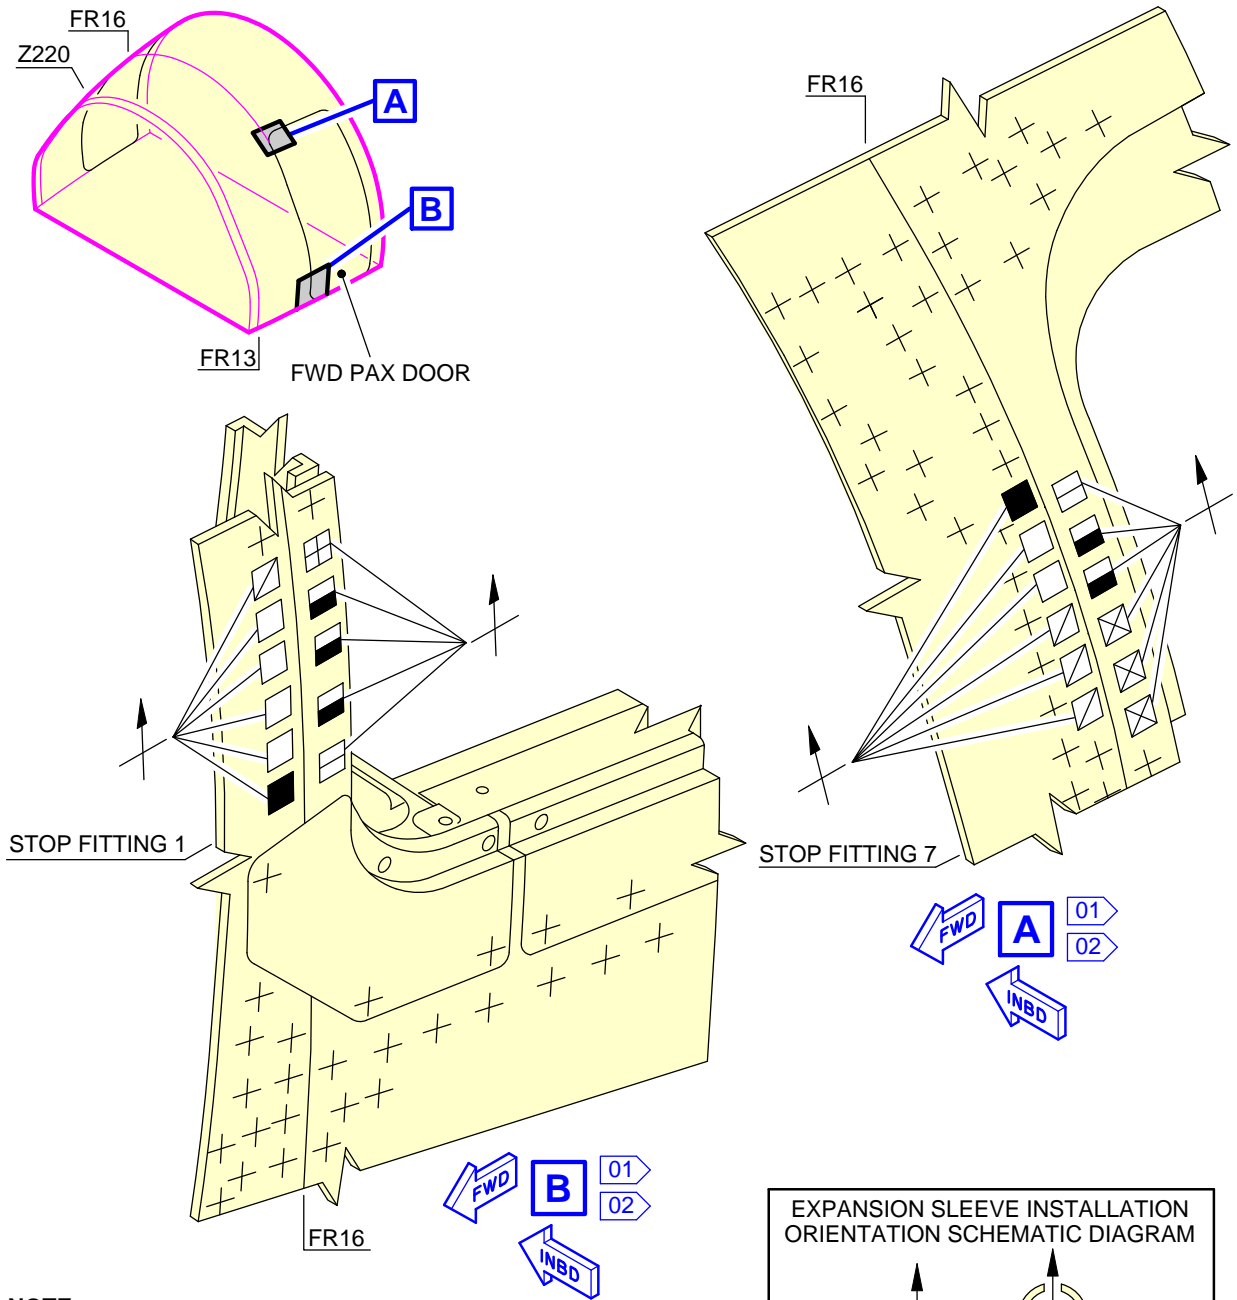 FR16
Z220
A
B
FR13
FWD PAX DOOR
FR16
STOP FITTING 1
STOP FITTING 7
FWD
A
01
02
INBD
FWD
B
01
02
INBD
FR16
EXPANSION SLEEVE INSTALLATION
ORIENTATION SCHEMATIC DIAGRAM